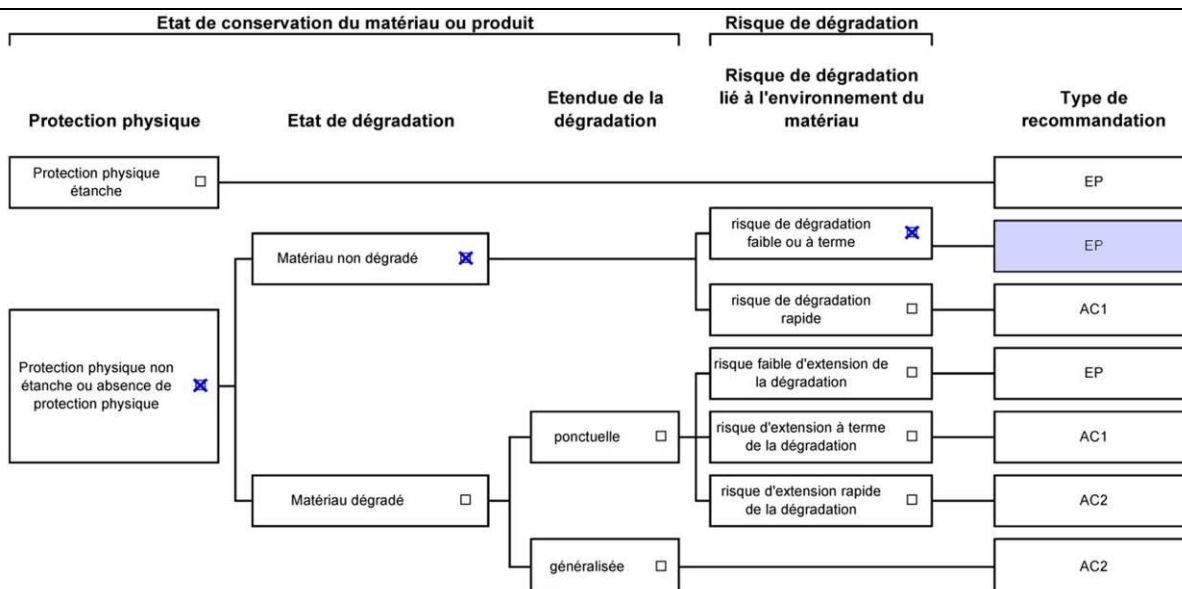 Etat de conservation du matériau ou produit
Risque de dégradation
Protection physique
Etat de dégradation
Etendue de la
dégradation
Risque de dégradation
lié à l'environnement du
matériau
Type de
recommandation
Protection physique
étanche
EP
risque de dégradation
faible ou à terme
EP
Matériau non dégradé
risque de dégradation
rapide
AC1
Protection physique non
étanche ou absence de
protection physique
risque faible d'extension de
la dégradation
EP
ponctuelle
risque d'extension à terme
de la dégradation
AC1
Matériau dégradé
risque d'extension rapide
de la dégradation
AC2
généralisée
AC2